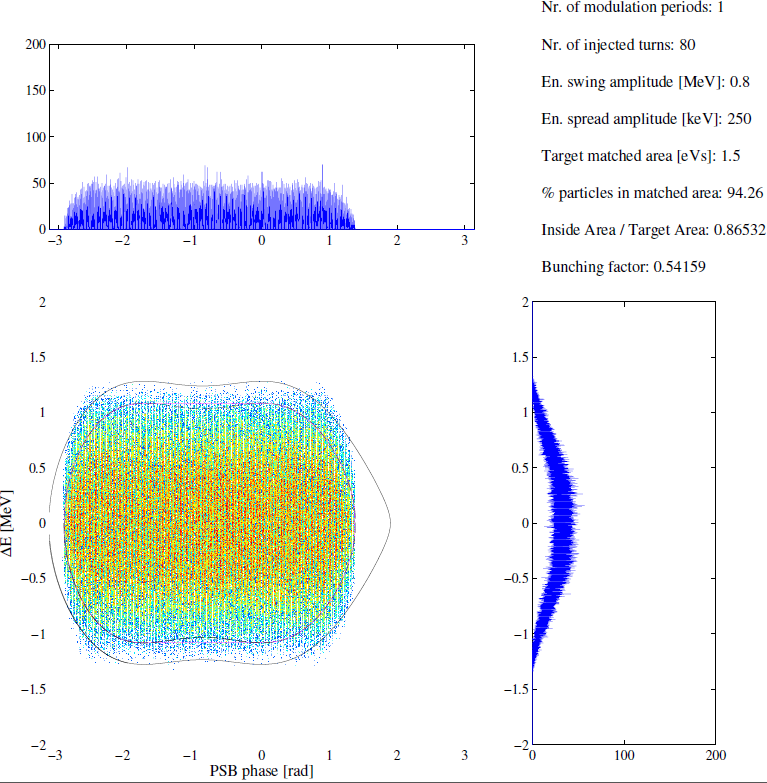 Nr. of modulation periods: 1
Nr. of injected turns: 80
En. swing amplitude [MeV]: 0.8
En. spread amplitude [keV]: 250
Target matched area [eVs]: 1.5
% particles in matched area: 94.26
Inside Area / Target Area: 0.86532
Bunching factor: 0.54159
200
150
100
50
0
−3 −2 −1 0 1 2 3
2
1.5
1
0.5
0
−0.5
−1
−1.5
−2
ΔE [MeV]
−3 −2 −1 0 1 2 3
PSB phase [rad]
2
1.5
1
0.5
0
−0.5
−1
−1.5
−2
0 100 200